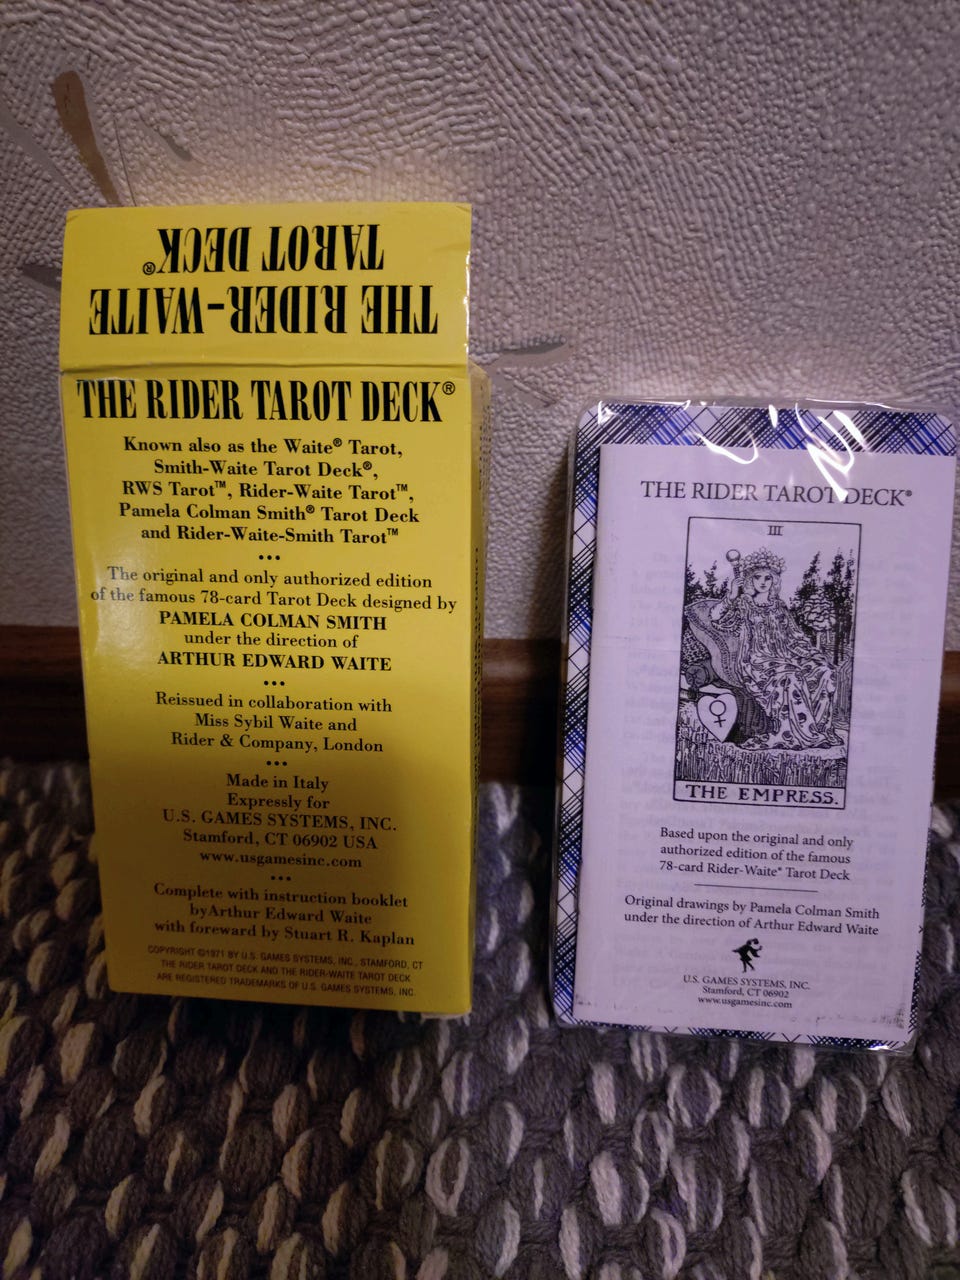 TAROT DECK®
THE RIDER-WAITE
THE RIDER TAROT DECK®
Known also as the Waite® Tarot,
Smith-Waite Tarot Deck®,
RWS Tarot™, Rider-Waite Tarot™,
Pamela Colman Smith® Tarot Deck
and Rider-Waite-Smith Tarot™
•••
The original and only authorized edition
of the famous 78-card Tarot Deck designed by
PAMELA COLMAN SMITH
under the direction of
ARTHUR EDWARD WAITE
•••
Reissued in collaboration with
Miss Sybil Waite and
Rider & Company, London
•••
Made in Italy
Expressly for
U.S. GAMES SYSTEMS, INC.
Stamford, CT 06902 USA
www.usgamesinc.com
•••
Complete with instruction booklet
byArthur Edward Waite
with foreword by Stuart R. Kaplan
COPYRIGHT ©1971 BY U.S. GAMES SYSTEMS, INC., STAMFORD, CT
THE RIDER TAROT DECK AND THE RIDER-WAITE TAROT DECK
ARE REGISTERED TRADEMARKS OF U.S. GAMES SYSTEMS, INC.
THE RIDER TAROT DECK®
III
THE EMPRESS.
Based upon the original and only
authorized edition of the famous
78-card Rider-Waite® Tarot Deck
Original drawings by Pamela Colman Smith
under the direction of Arthur Edward Waite
U.S. GAMES SYSTEMS, INC.
Stamford, CT 06902
www.usgamesinc.com